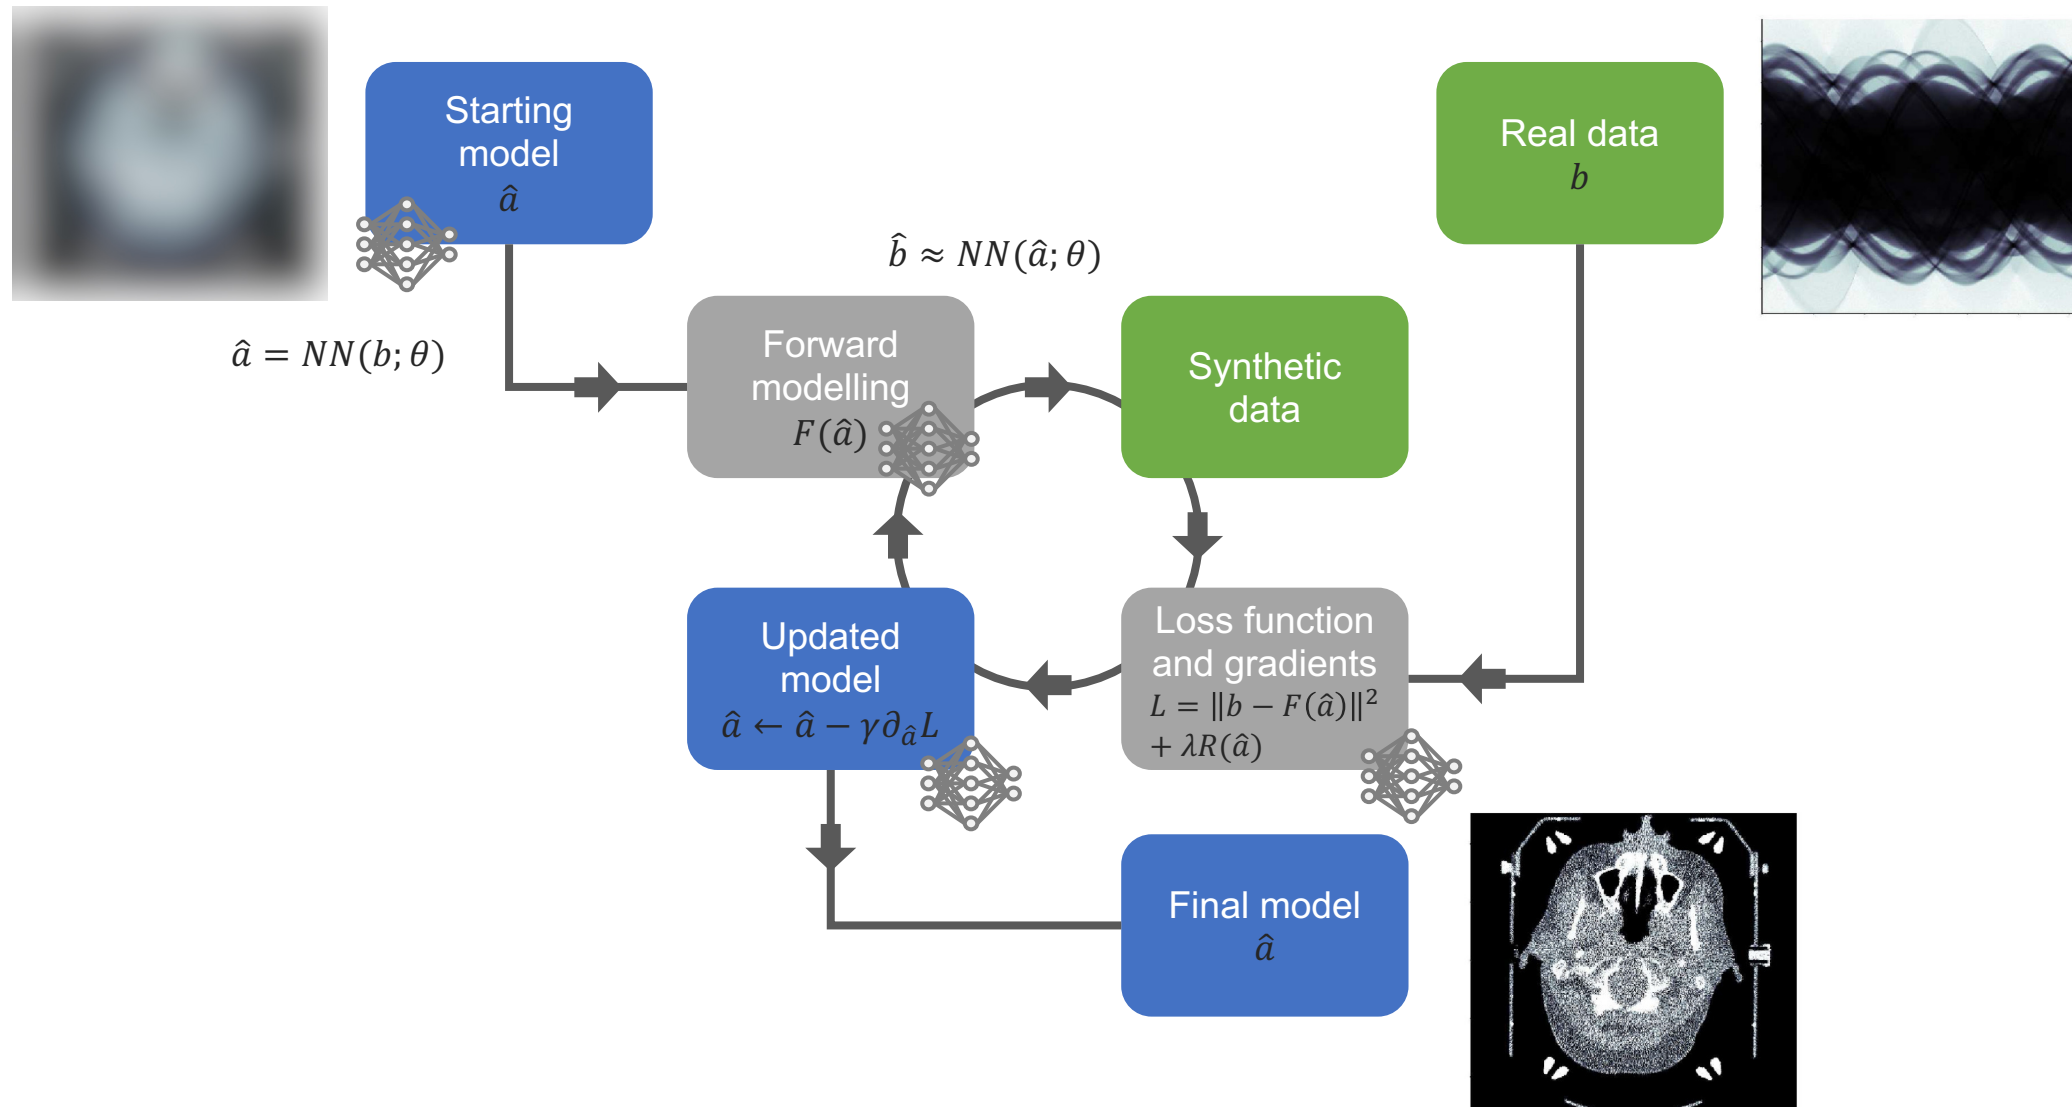 Starting
model
â
Real data
b
b̂ ≈ NN(â; θ)
â = NN(b; θ)
Forward
modelling
F(â)
Synthetic
data
Updated
model
â ← â − γ∂_â L
Loss function
and gradients
L = ‖b − F(â)‖²
+ λR(â)
Final model
â